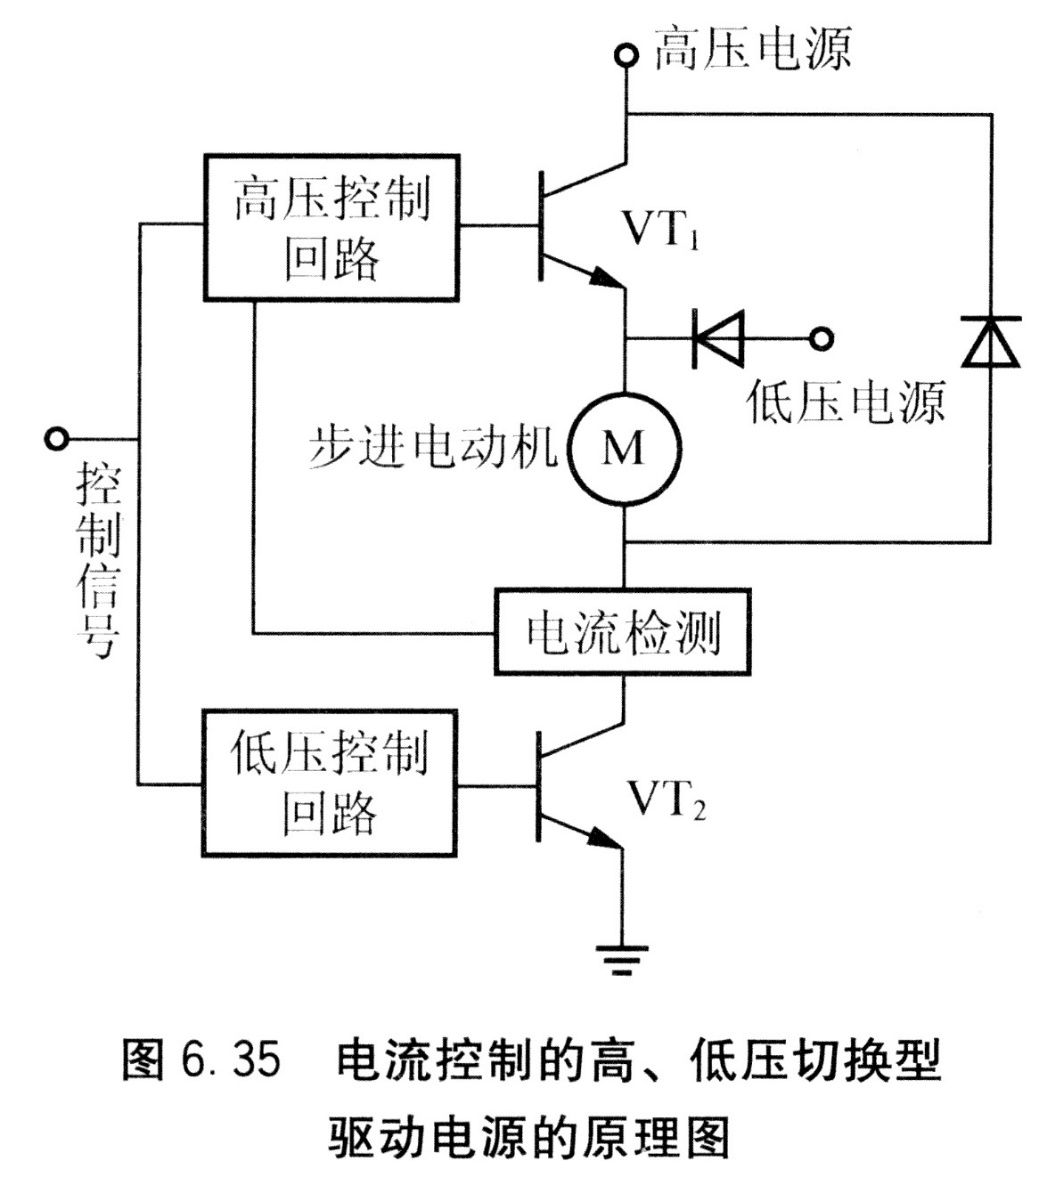 高压电源
高压控制
回路
VT₁
低压电源
步进电动机
M
控制信号
电流检测
低压控制
回路
VT₂
图 6.35 电流控制的高、低压切换型
驱动电源的原理图